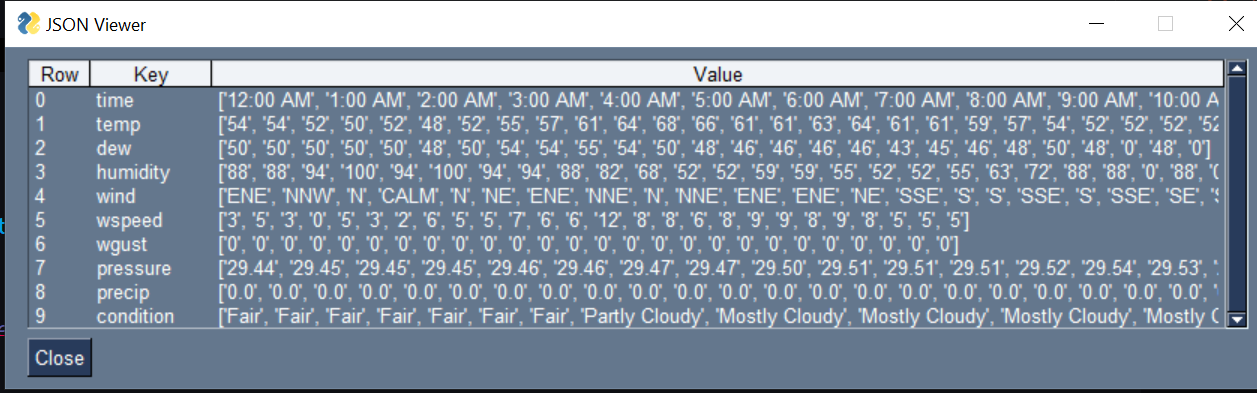 JSON Viewer
Row Key Value
0 time ['12:00 AM', '1:00 AM', '2:00 AM', '3:00 AM', '4:00 AM', '5:00 AM', '6:00 AM', '7:00 AM', '8:00 AM', '9:00 AM', '10:00 A
1 temp ['54', '54', '52', '50', '52', '48', '52', '55', '57', '61', '64', '68', '66', '61', '61', '63', '64', '61', '61', '59', '57', '54', '52', '52', '52', '52
2 dew ['50', '50', '50', '50', '50', '48', '50', '54', '54', '55', '54', '50', '48', '46', '46', '46', '46', '43', '45', '46', '48', '50', '48', '0', '48', '0']
3 humidity ['88', '88', '94', '100', '94', '100', '94', '94', '88', '82', '68', '52', '52', '59', '59', '55', '52', '52', '55', '63', '72', '88', '88', '0', '88', '0
4 wind ['ENE', 'NNW', 'N', 'CALM', 'N', 'NE', 'ENE', 'NNE', 'N', 'NNE', 'ENE', 'ENE', 'NE', 'SSE', 'S', 'S', 'SSE', 'S', 'SSE', 'SE', 'S
5 wspeed ['3', '5', '3', '0', '5', '3', '2', '6', '5', '5', '7', '6', '6', '12', '8', '8', '6', '8', '9', '9', '8', '9', '8', '5', '5', '5']
6 wgust ['0', '0', '0', '0', '0', '0', '0', '0', '0', '0', '0', '0', '0', '0', '0', '0', '0', '0', '0', '0', '0', '0', '0', '0', '0', '0']
7 pressure ['29.44', '29.45', '29.45', '29.45', '29.46', '29.46', '29.47', '29.47', '29.50', '29.51', '29.51', '29.51', '29.52', '29.54', '29.53', '
8 precip ['0.0', '0.0', '0.0', '0.0', '0.0', '0.0', '0.0', '0.0', '0.0', '0.0', '0.0', '0.0', '0.0', '0.0', '0.0', '0.0', '0.0', '0.0', '0.0', '0.0', '0.0', '0.0', '
9 condition ['Fair', 'Fair', 'Fair', 'Fair', 'Fair', 'Fair', 'Fair', 'Partly Cloudy', 'Mostly Cloudy', 'Mostly Cloudy', 'Mostly Cloudy', 'Mostly C
Close